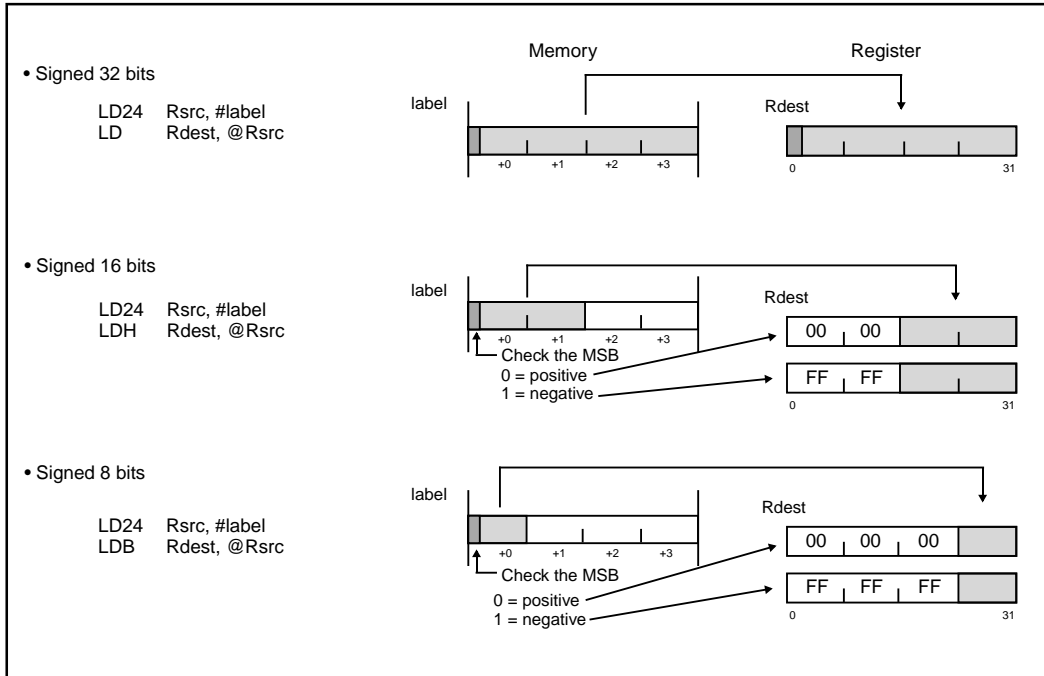 Memory Register
• Signed 32 bits
LD24 Rsrc, #label
LD Rdest, @Rsrc
label
Rdest
+0 +1 +2 +3
0 31
• Signed 16 bits
LD24 Rsrc, #label
LDH Rdest, @Rsrc
label
Rdest
+0 +1 +2 +3
Check the MSB
0 = positive
1 = negative
00 00
FF FF
0 31
• Signed 8 bits
LD24 Rsrc, #label
LDB Rdest, @Rsrc
label
Rdest
+0 +1 +2 +3
Check the MSB
0 = positive
1 = negative
00 00 00
FF FF FF
0 31